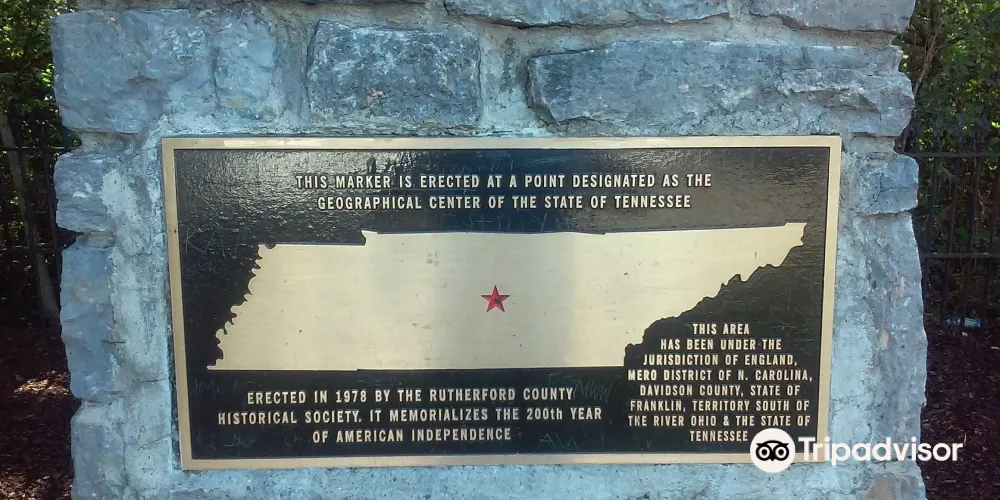 THIS MARKER IS ERECTED AT A POINT DESIGNATED AS THE
GEOGRAPHICAL CENTER OF THE STATE OF TENNESSEE
ERECTED IN 1978 BY THE RUTHERFORD COUNTY
HISTORICAL SOCIETY. IT MEMORIALIZES THE 200th YEAR
OF AMERICAN INDEPENDENCE
THIS AREA
HAS BEEN UNDER THE
JURISDICTION OF ENGLAND,
MERO DISTRICT OF N. CAROLINA,
DAVIDSON COUNTY, STATE OF
FRANKLIN, TERRITORY SOUTH OF
THE RIVER OHIO & THE STATE OF
TENNESSEE
Tripadvisor